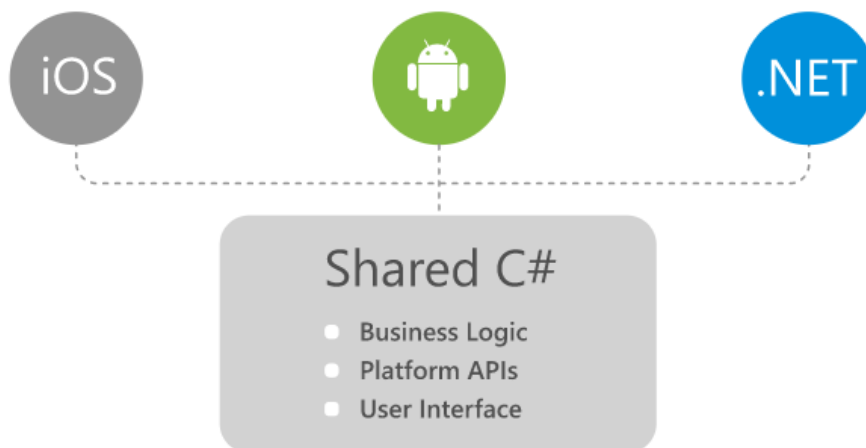 iOS
.NET
Shared C#
Business Logic
Platform APIs
User Interface